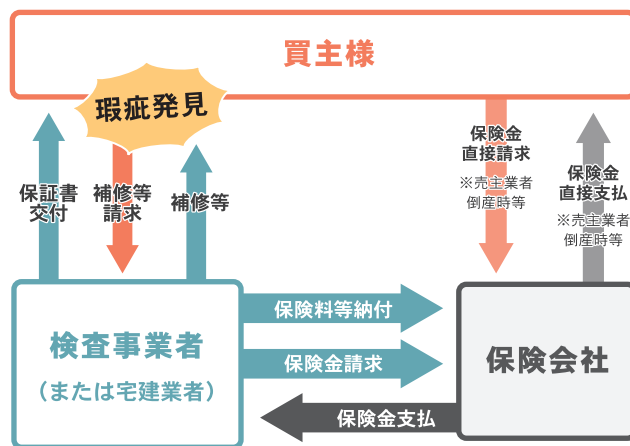 買主様
瑕疵発見
保証書
交付
補修等
請求
補修等
保険金
直接請求
※売主業者
倒産時等
保険金
直接支払
※売主業者
倒産時等
検査事業者
（または宅建業者）
保険料等納付
保険金請求
保険金支払
保険会社